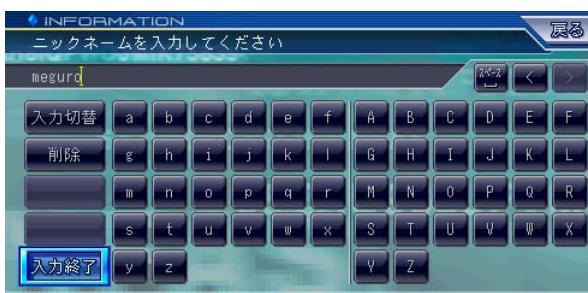 INFORMATION
戻る
ニックネームを入力してください
meguro
スペース < >
入力切替 a b c d e f A B C D E F
削除 g h i j k l G H I J K L
m n o p q r M N O P Q R
s t u v w x S T U V W X
入力終了 y z Y Z